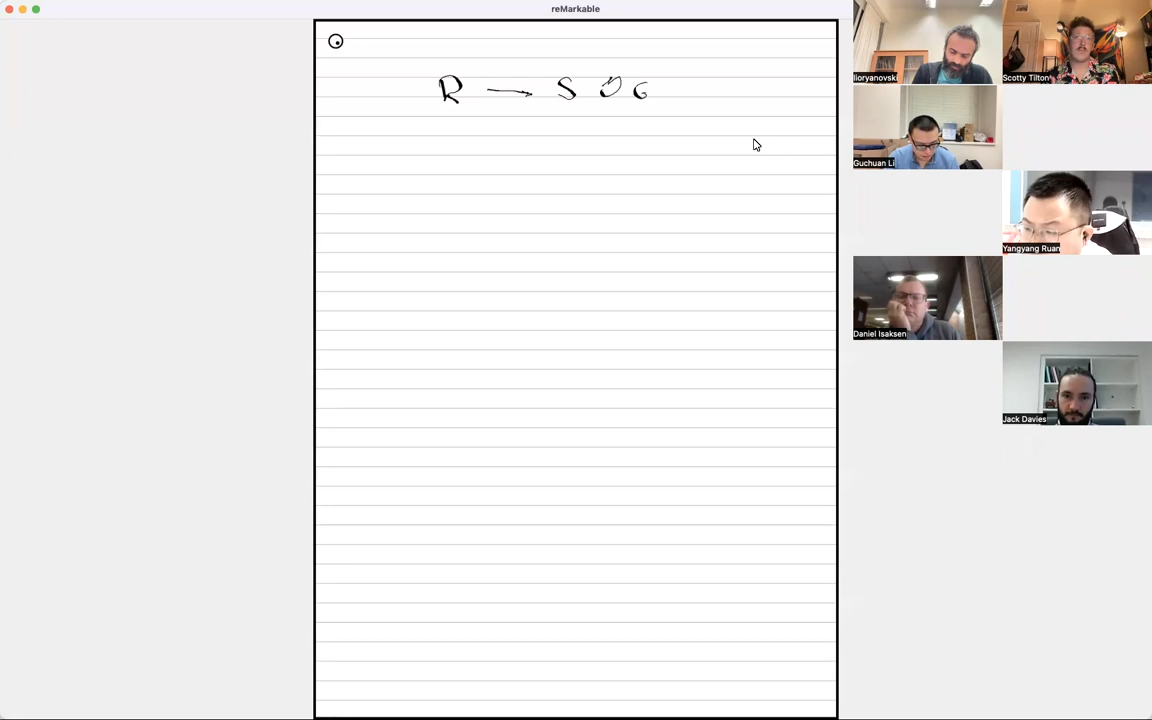 reMarkable
R → S ↺ G
lioryanovski
Scotty Tilton
Guchuan Li
Yangyang Ruan
Daniel Isaksen
Jack Davies